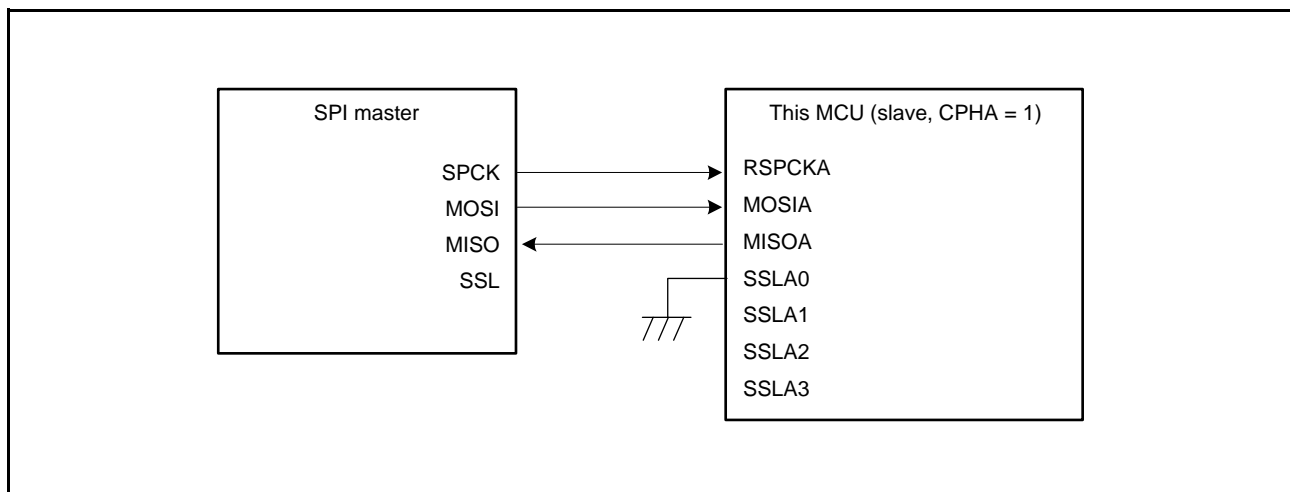 SPI master
SPCK
MOSI
MISO
SSL
This MCU (slave, CPHA = 1)
RSPCKA
MOSIA
MISOA
SSLA0
SSLA1
SSLA2
SSLA3